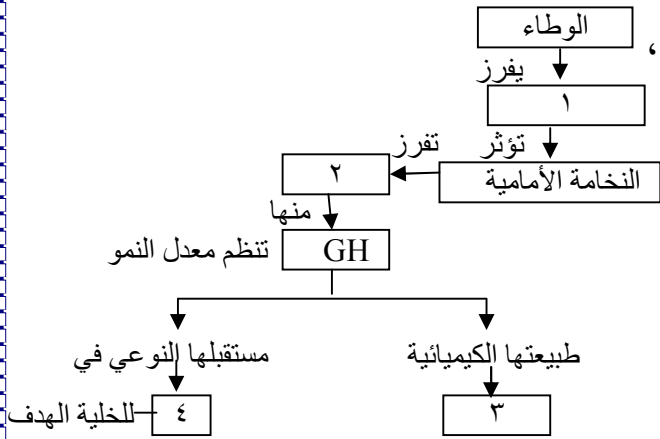 الوطاء
،
يفرز
١
تؤثر
تفرز
النخامة الأمامية
٢
منها
GH
تنظم معدل النمو
طبيعتها الكيميائية
مستقبلها النوعي في
٣
٤
للخلية الهدف